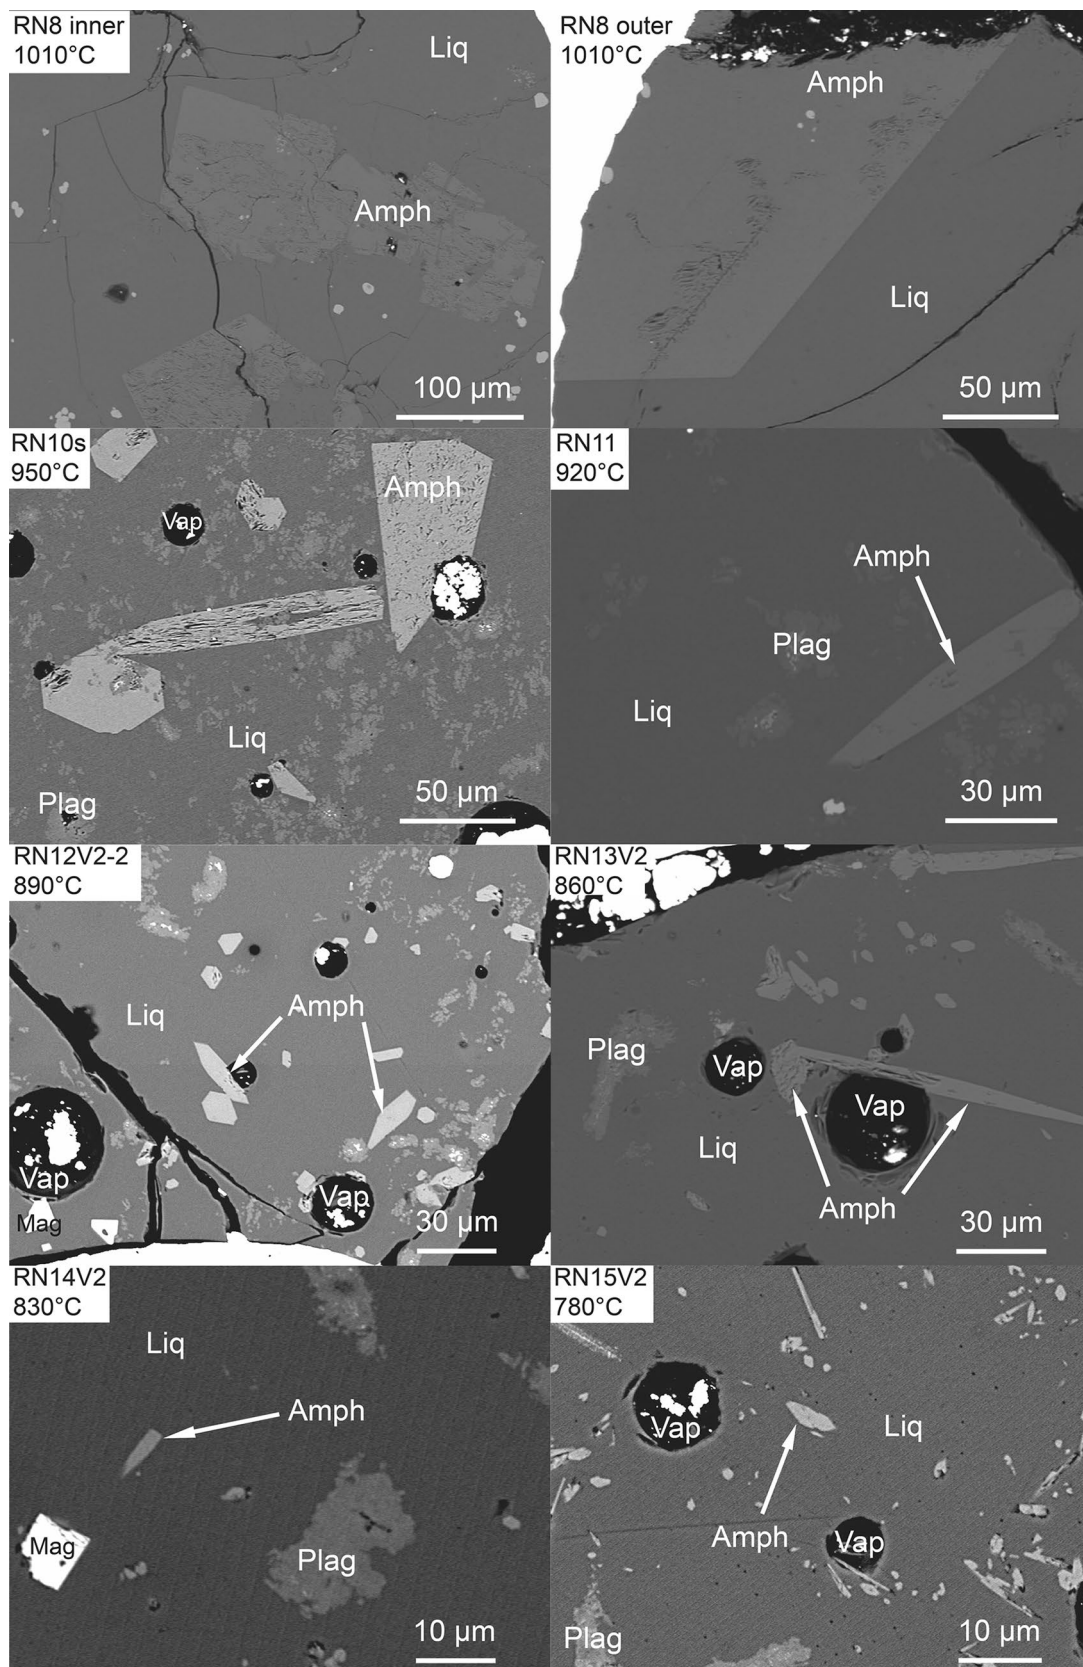 RN8 inner
1010°C
Liq
Amph
100 µm
RN8 outer
1010°C
Amph
Liq
50 µm
RN10s
950°C
Amph
Vap
Liq
Plag
50 µm
RN11
920°C
Amph
Plag
Liq
30 µm
RN12V2-2
890°C
Amph
Liq
Vap
Vap
Mag
30 µm
RN13V2
860°C
Plag
Vap
Vap
Liq
Amph
30 µm
RN14V2
830°C
Liq
Amph
Mag
Plag
10 µm
RN15V2
780°C
Vap
Liq
Amph
Vap
Plag
10 µm